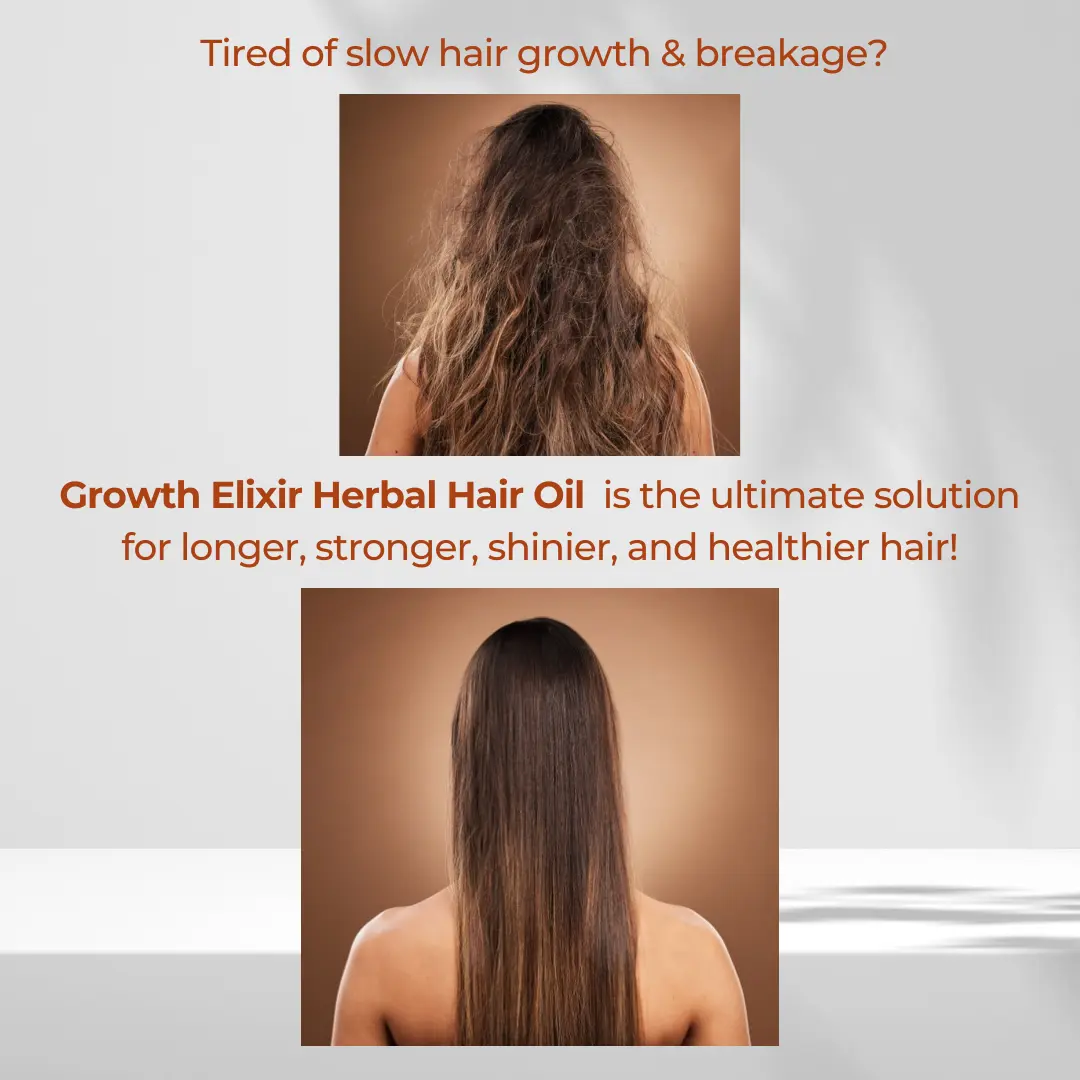 Tired of slow hair growth & breakage?
Growth Elixir Herbal Hair Oil is the ultimate solution
for longer, stronger, shinier, and healthier hair!